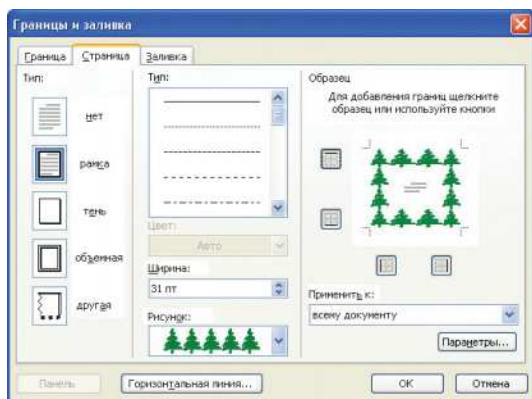 Границы и заливка
Граница Страница Заливка
Тип:
нет
рамка
тень
объемная
другая
Тип:
Цвет:
Авто
Ширина:
31 пт
Рисунок:
Образец
Для добавления границ щелкните
образец или используйте кнопки
Применить к:
всему документу
Параметры...
Панель
Горизонтальная линия...
ОК
Отмена